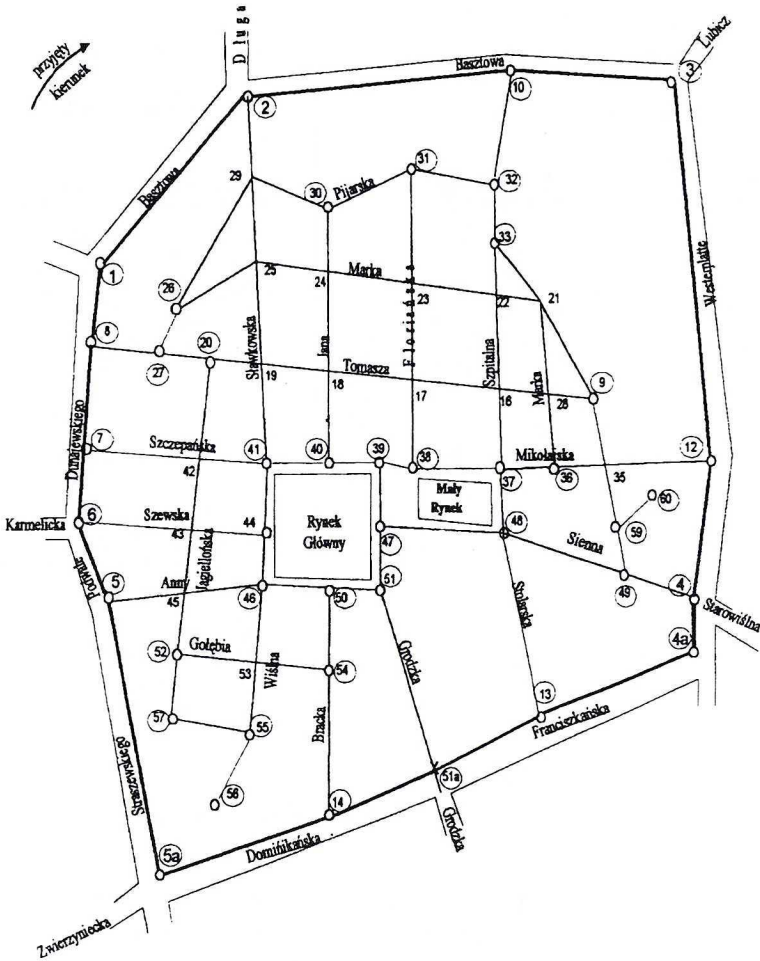 Długa
Lubicz
przyjęty
kierunek
Basztowa
3
2
10
31
29
30
Pijarska
32
Basztowa
33
1
26
25
24
Marka
23
22
21
Westerplatte
8
27
20
Sławkowska
Jana
Floriańska
Szpitalna
Marka
19
18
Tomasza
17
16
28
9
Dunajewskiego
7
Szczepańska
42
41
40
39
38
37
Mikołajska
36
35
12
60
Mały
Rynek
Karmelicka
6
Szewska
43
44
Rynek
Główny
47
48
Sienna
59
Podwale
5
Anny
45
Jagiellońska
46
50
51
49
4
Starowiślna
Stolarska
4a
52
Gołębia
53
Wiślna
54
Grodzka
57
55
Bracka
13
Franciszkańska
Straszewskiego
56
14
51a
Grodzka
5a
Dominikańska
Zwierzyniecka